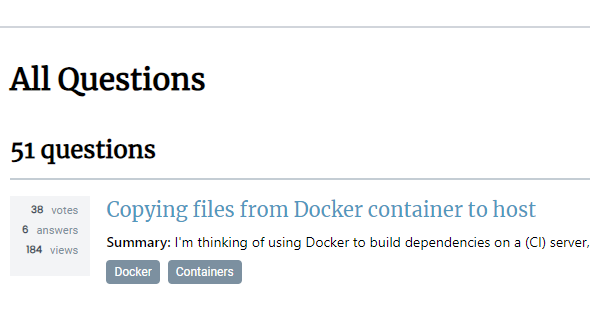 All Questions
51 questions
38 votes
6 answers
184 views
Copying files from Docker container to host
Summary: I'm thinking of using Docker to build dependencies on a (CI) server,
Docker Containers